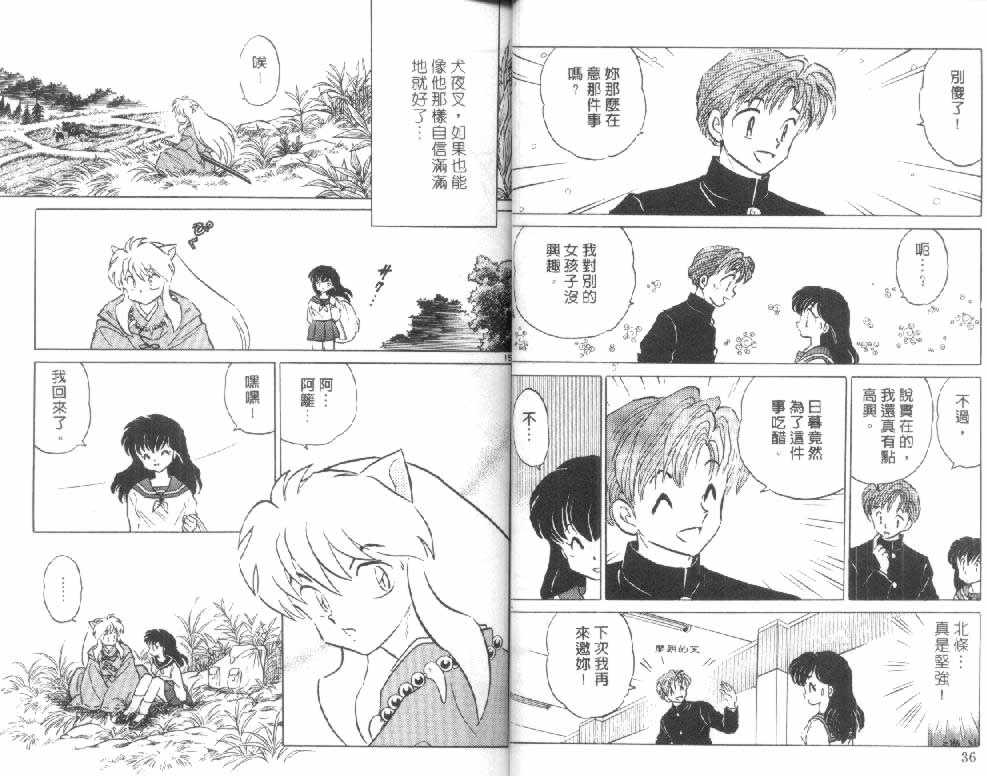 別傻了！
妳那麼在
意那件事
嗎？
呃……
我對別的
女孩子沒
興趣。
不過，
說實在的，
我還真有點
高興。
日暮竟然
為了這件
事吃醋。
不…
北條…
真是堅強！
下次我再
來邀妳！
36
犬夜叉，如果也能
像他那樣自信滿滿
地就好了…
唉—
阿…
阿籬…
嘿嘿—
我回來了。
……